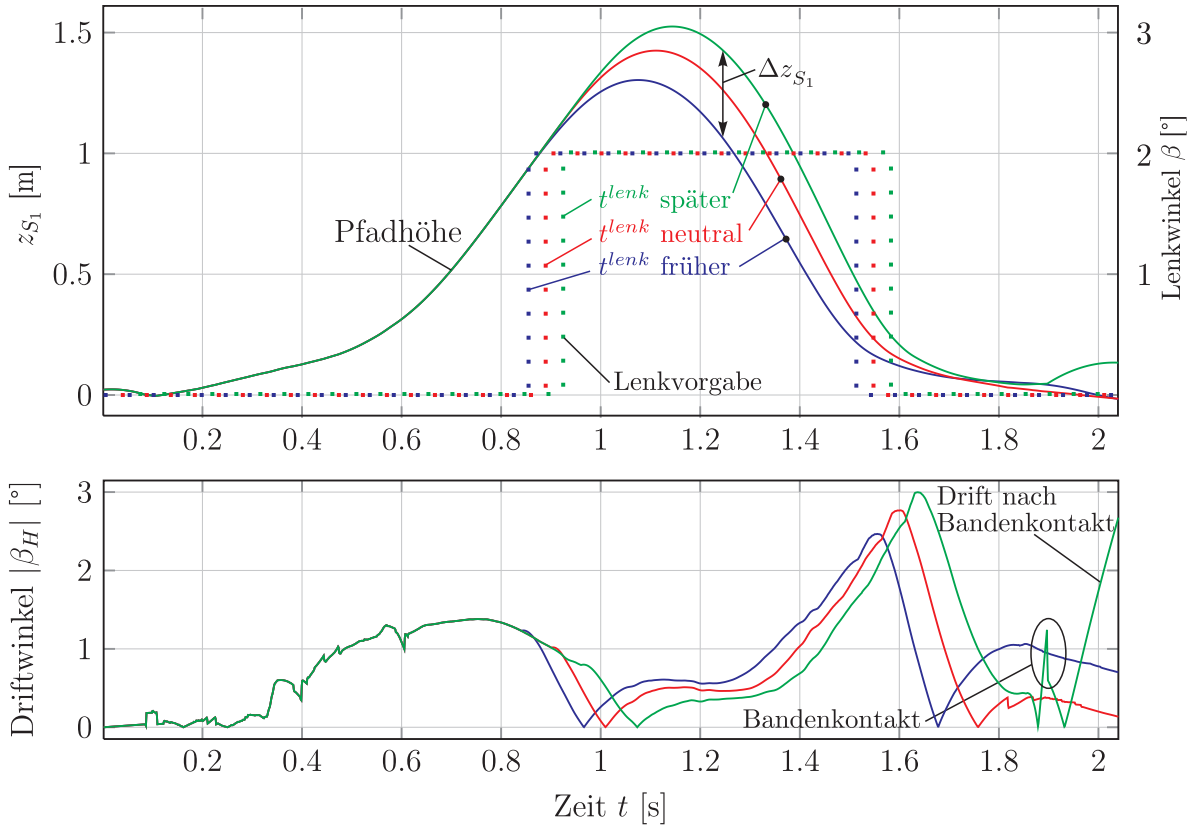 1.5
1
0.5
0
z_{S_1} [m]
3
2
1
Lenkwinkel β [°]
Δz_{S_1}
Pfadhöhe
t^{lenk} später
t^{lenk} neutral
t^{lenk} früher
Lenkvorgabe
0.2 0.4 0.6 0.8 1 1.2 1.4 1.6 1.8 2
3
2
1
0
Driftwinkel |β_H| [°]
Drift nach
Bandenkontakt
Bandenkontakt
0.2 0.4 0.6 0.8 1 1.2 1.4 1.6 1.8 2
Zeit t [s]